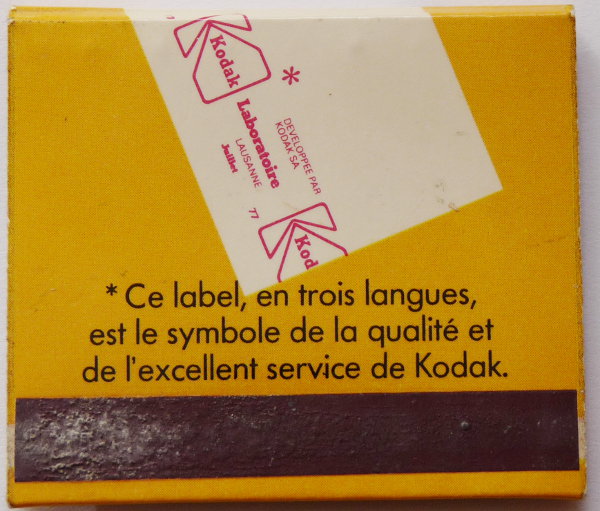 Kodak
*
Laboratoire
LAUSANNE
Juillet 77
DEVELOPPEE PAR
KODAK SA
Kod
* Ce label, en trois langues,
est le symbole de la qualité et
de l'excellent service de Kodak.